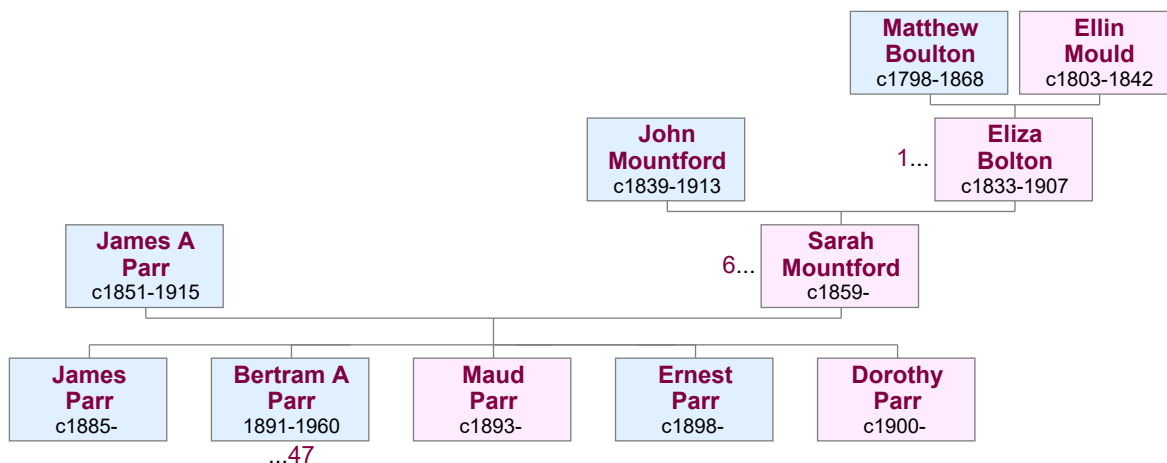 Matthew
Boulton
c1798-1868
Ellin
Mould
c1803-1842
John
Mountford
c1839-1913
1...
Eliza
Bolton
c1833-1907
James A
Parr
c1851-1915
6...
Sarah
Mountford
c1859-
James
Parr
c1885-
Bertram A
Parr
1891-1960
...47
Maud
Parr
c1893-
Ernest
Parr
c1898-
Dorothy
Parr
c1900-